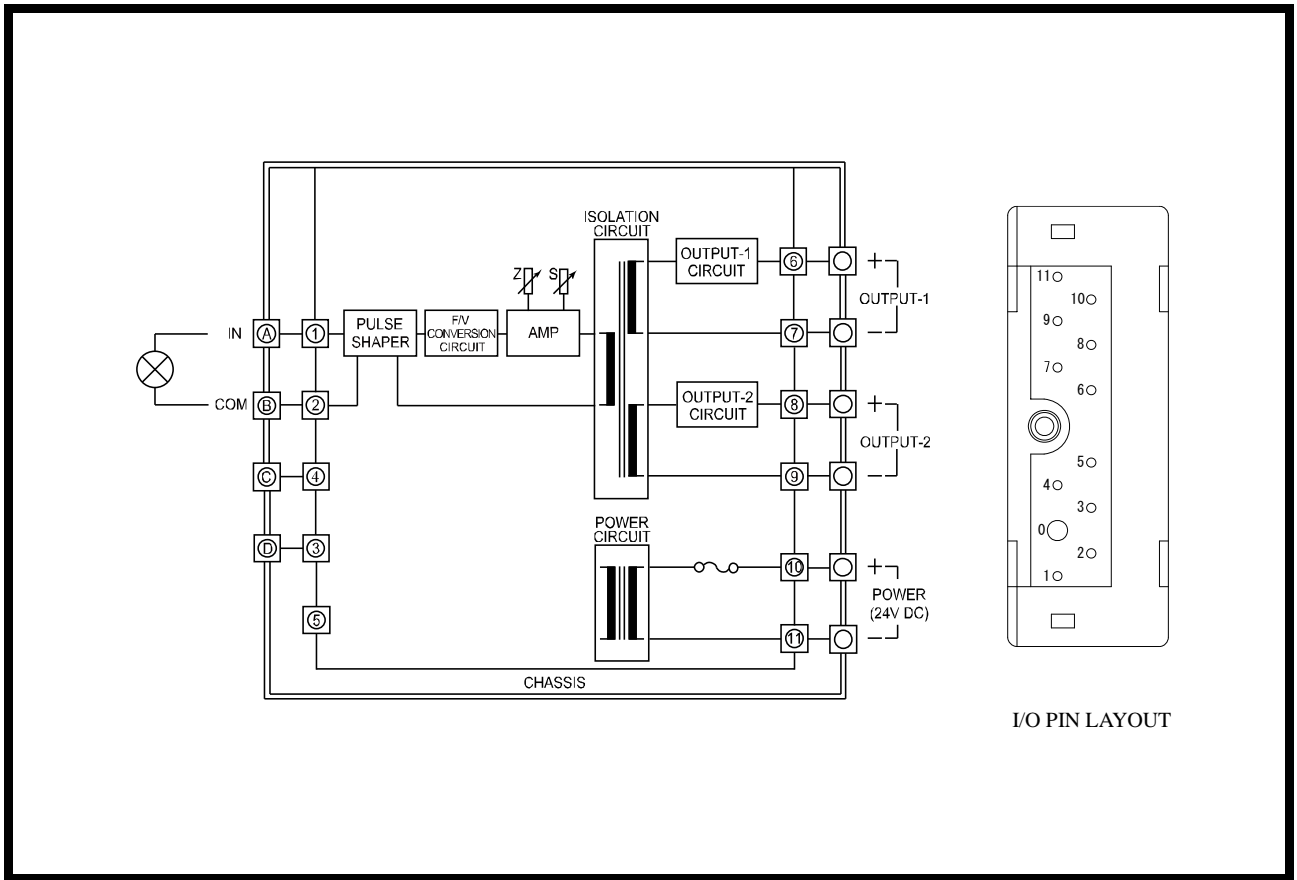 ISOLATION
CIRCUIT
OUTPUT-1
CIRCUIT
6
+
OUTPUT-1
Z
S
IN
A
1
PULSE
SHAPER
F/V
CONVERSION
CIRCUIT
AMP
7
−
COM
B
2
OUTPUT-2
CIRCUIT
8
+
OUTPUT-2
C
4
9
−
POWER
CIRCUIT
D
3
10
+
POWER
(24V DC)
5
11
−
CHASSIS
11
10
9
8
7
6
5
4
3
0
2
1
I/O PIN LAYOUT